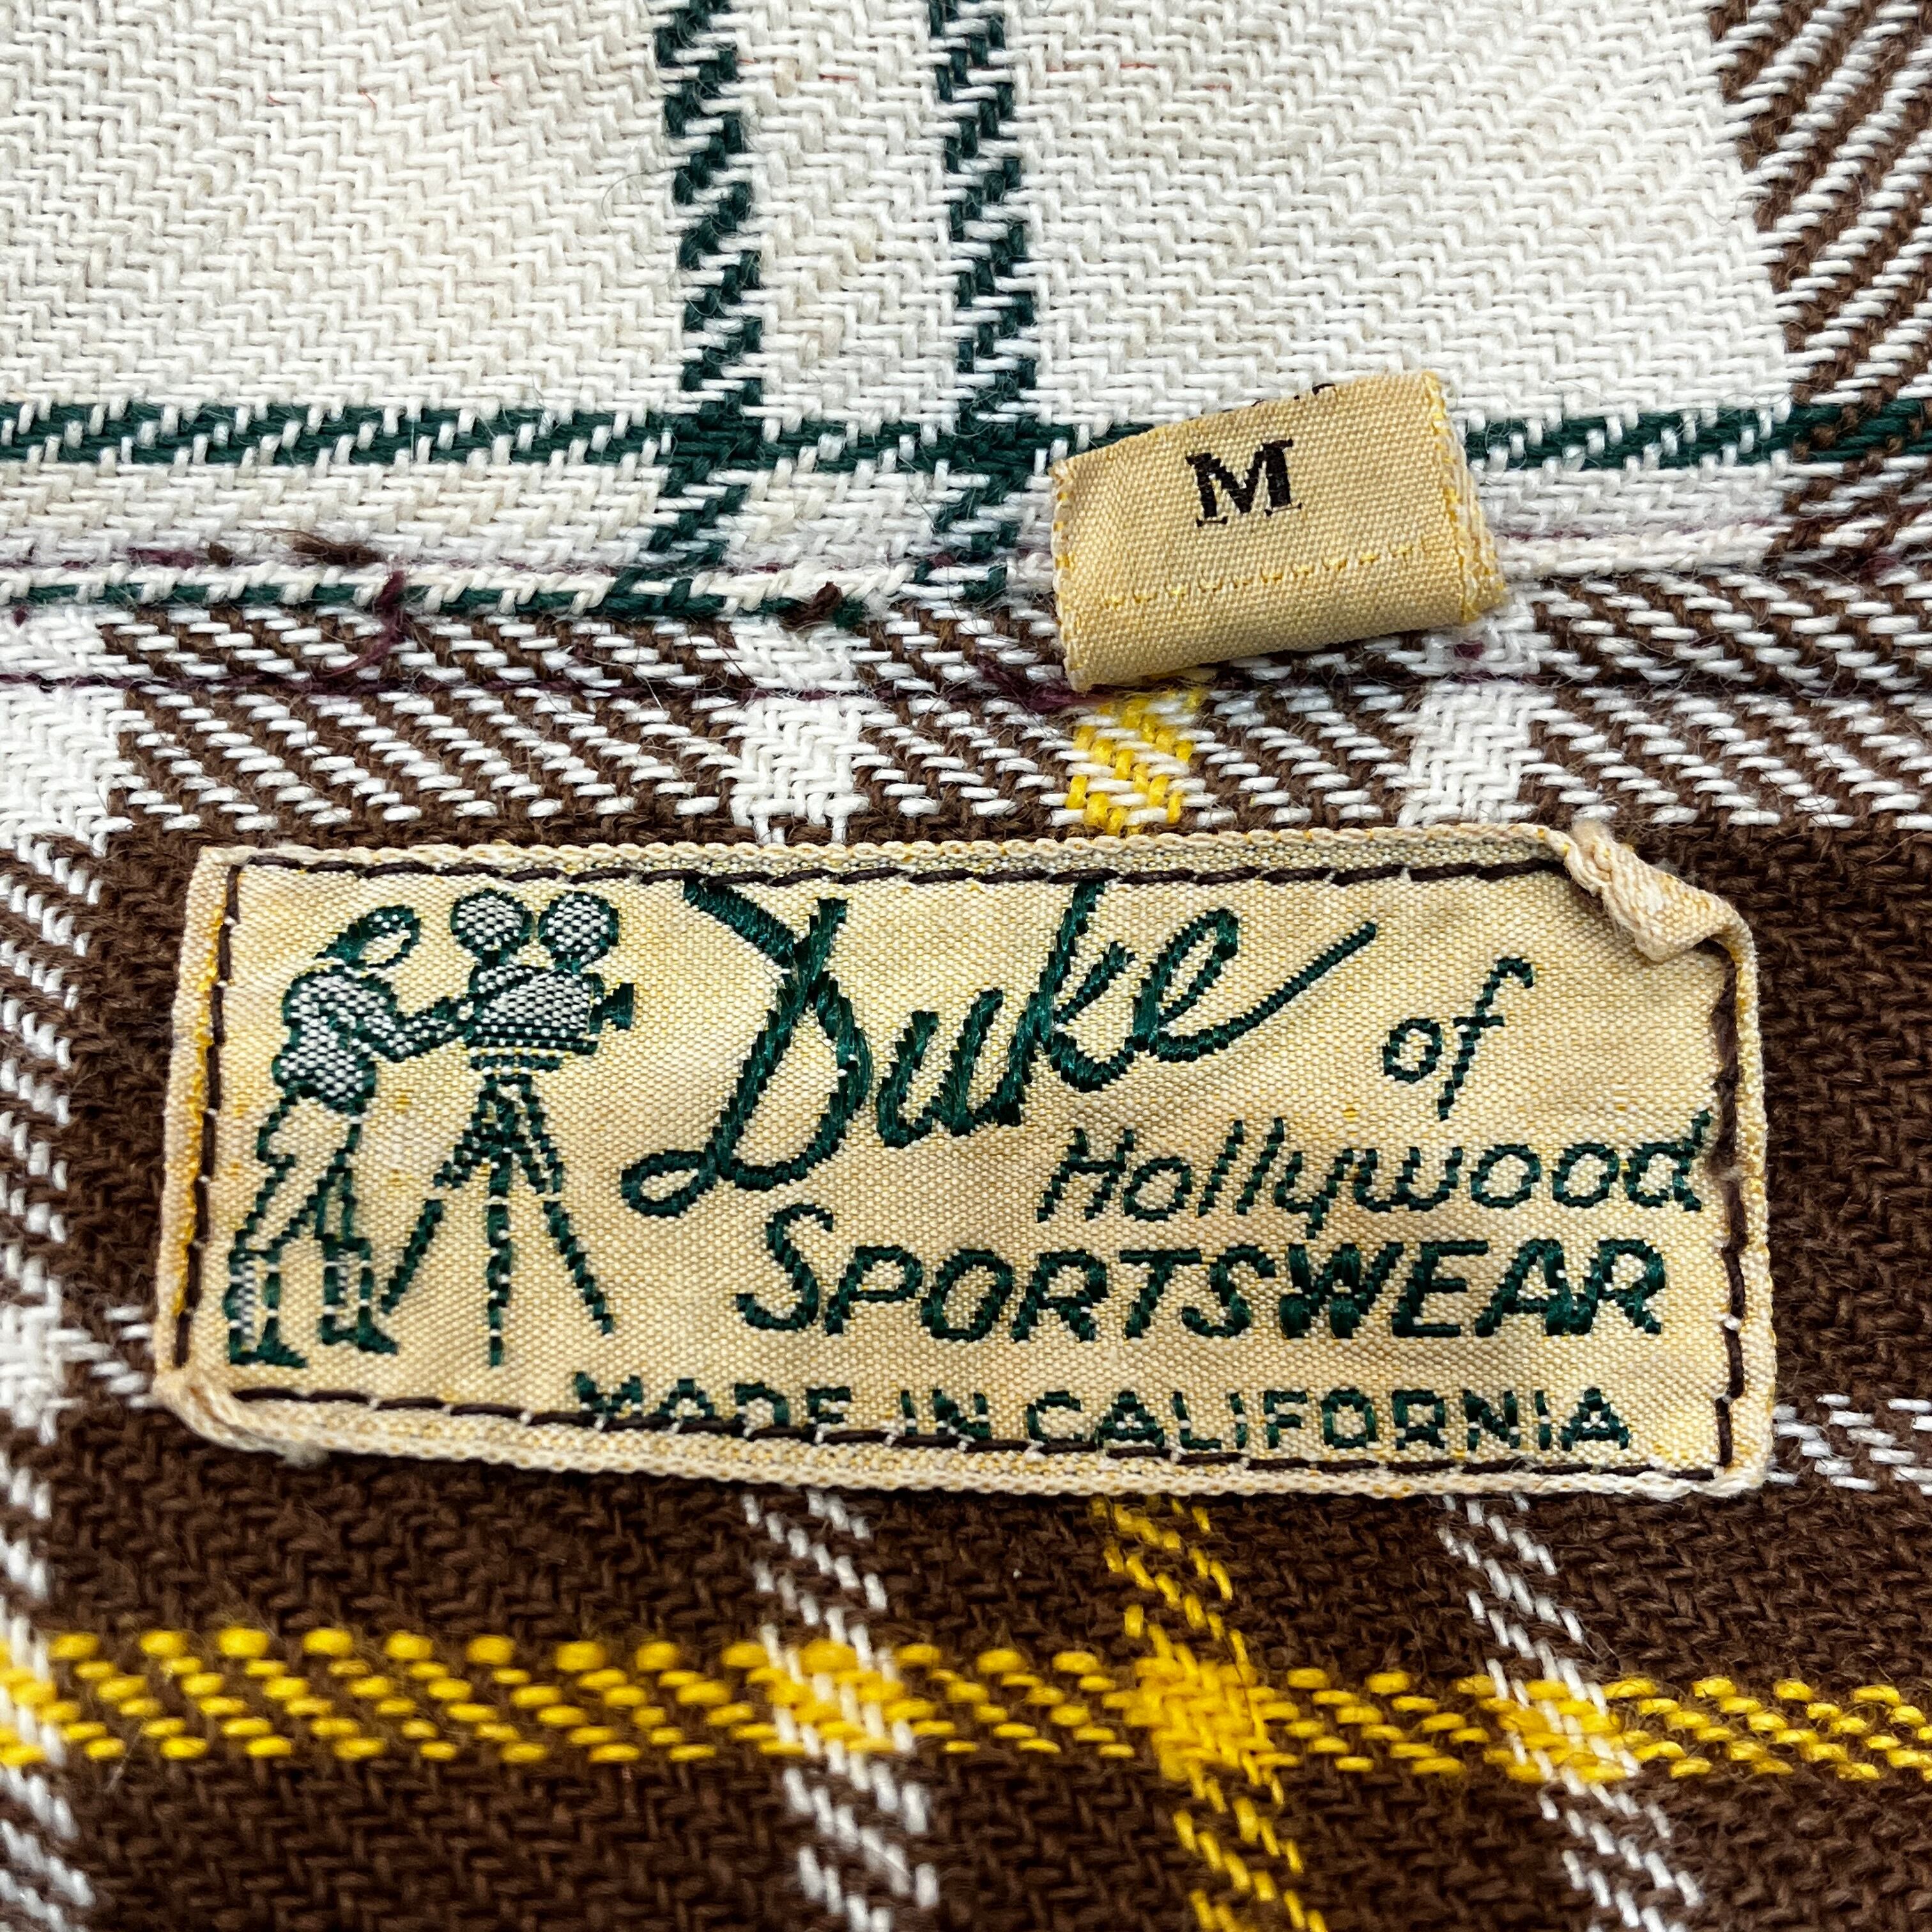 M
Duke
of
Hollywood
SPORTSWEAR
MADE IN CALIFORNIA